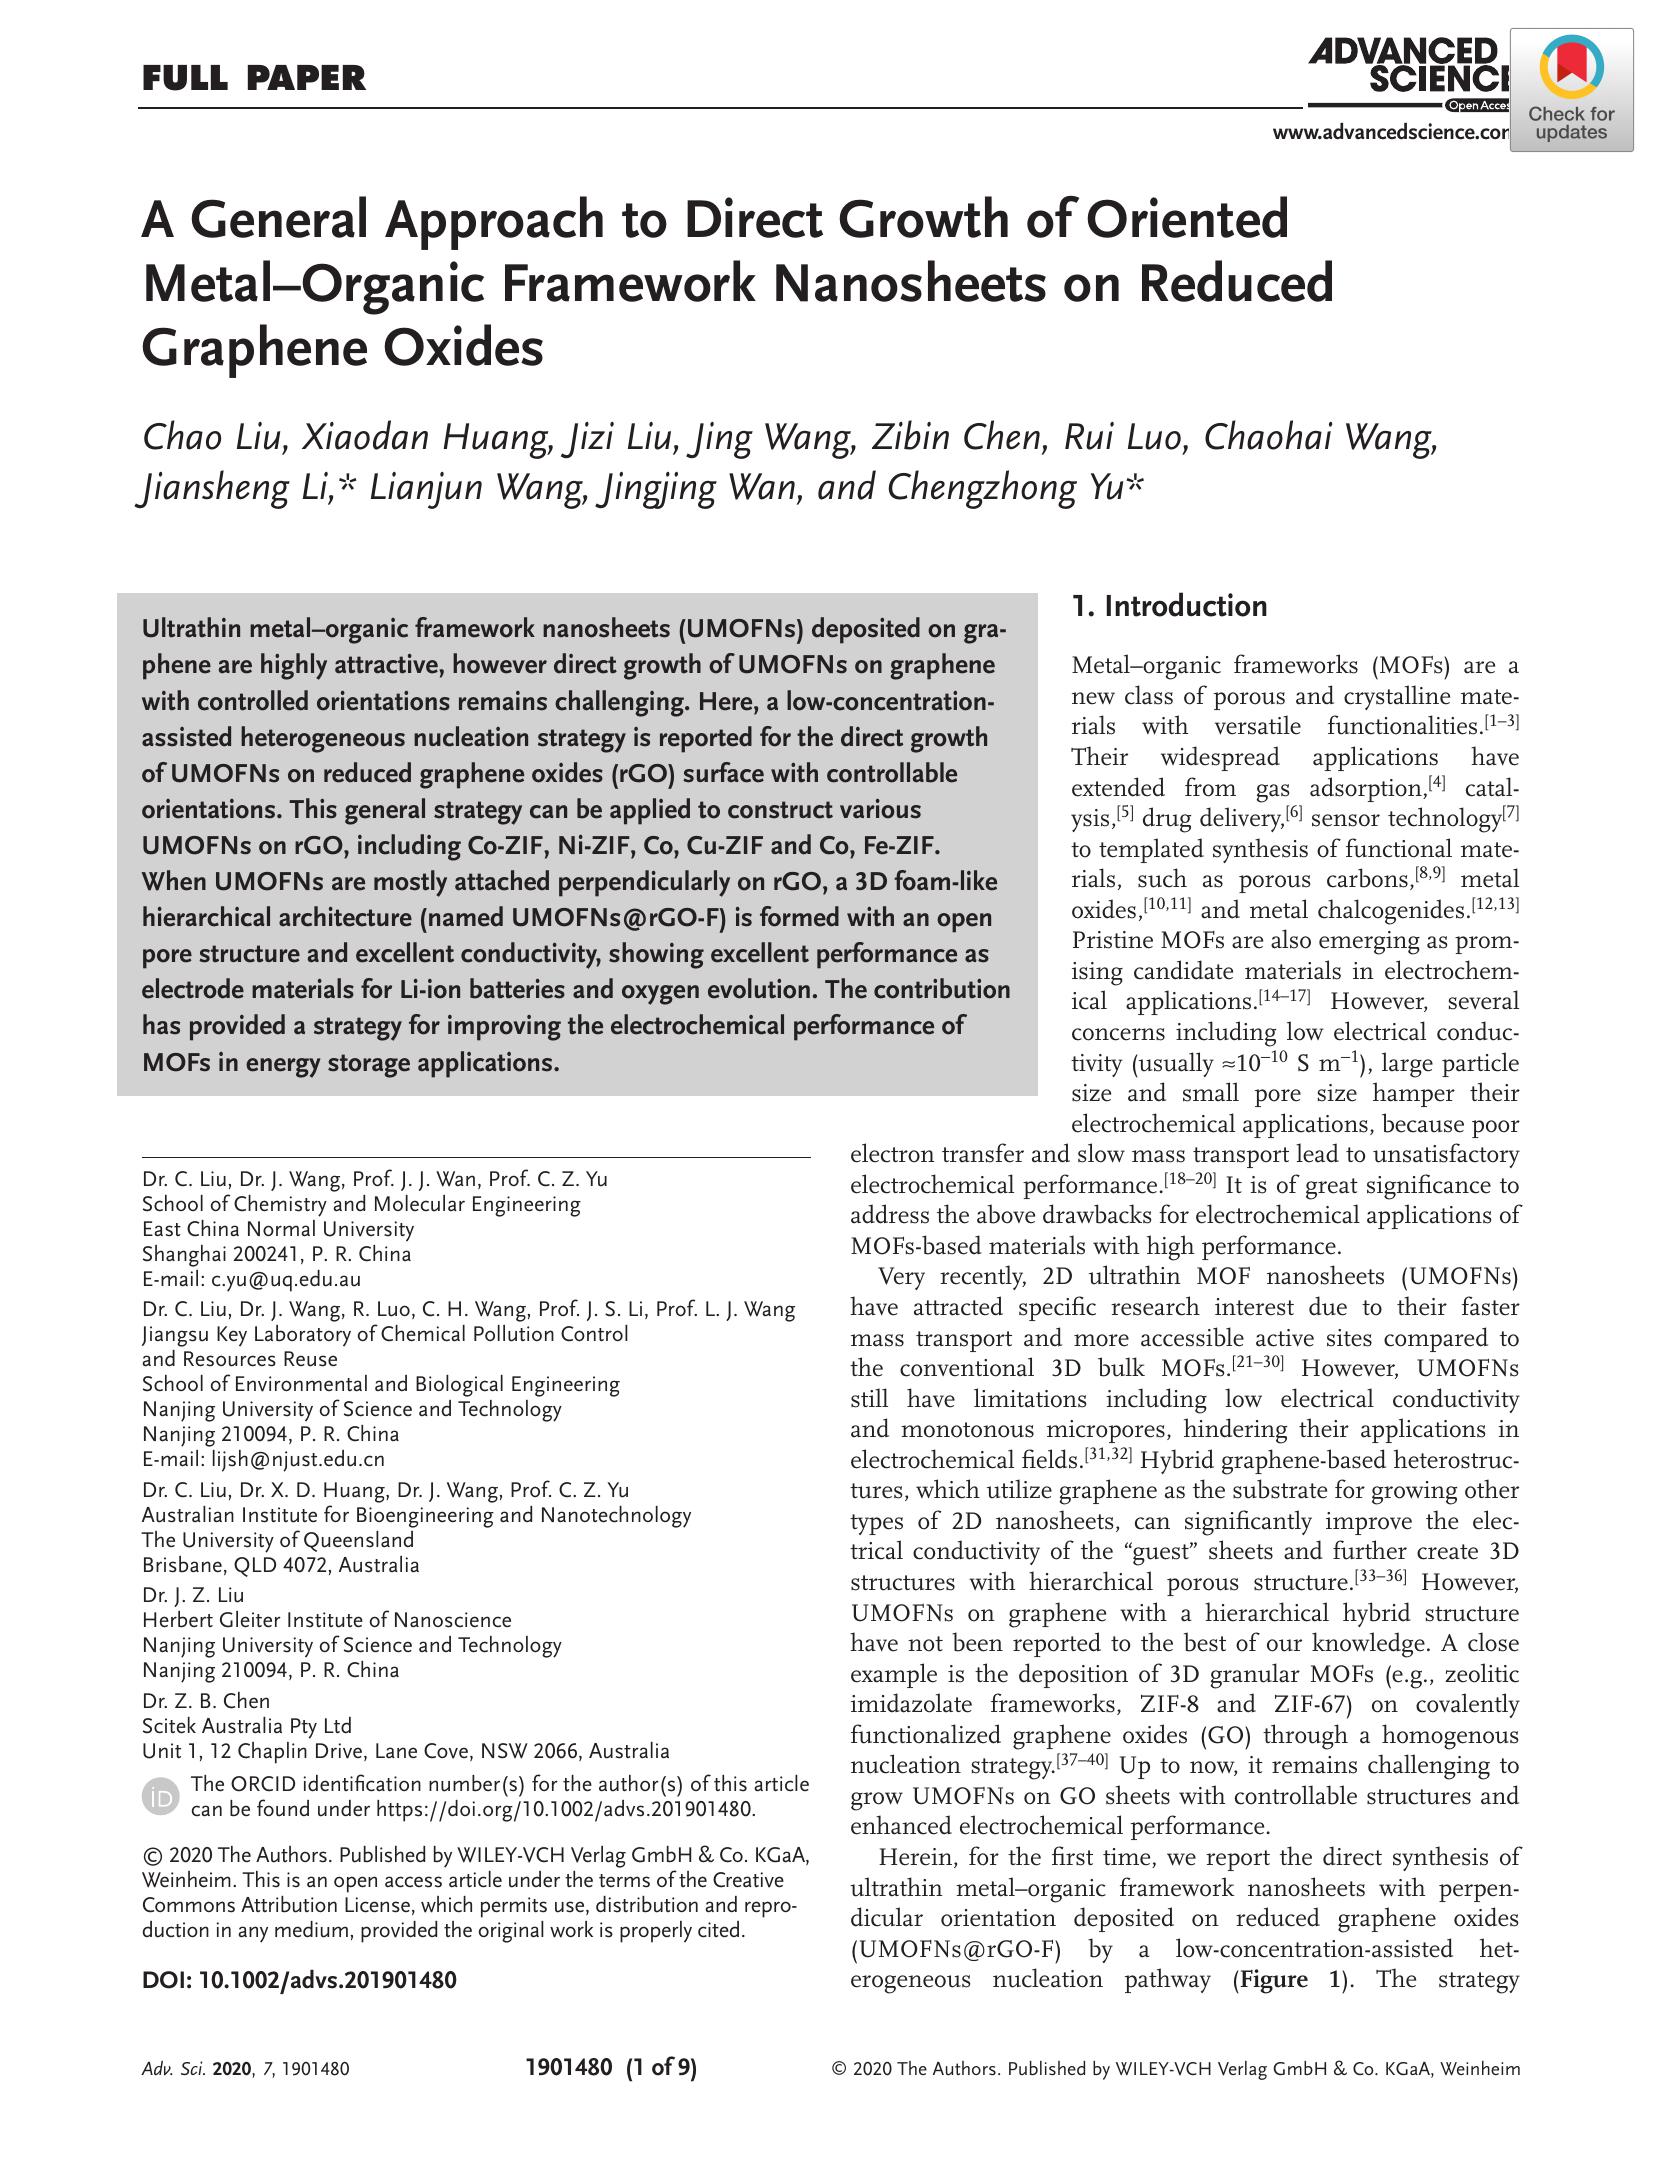 FULL PAPER
ADVANCED
SCIENCE
Open Access
www.advancedscience.com
Check for
updates
A General Approach to Direct Growth of Oriented
Metal–Organic Framework Nanosheets on Reduced
Graphene Oxides
Chao Liu, Xiaodan Huang, Jizi Liu, Jing Wang, Zibin Chen, Rui Luo, Chaohai Wang,
Jiansheng Li,* Lianjun Wang, Jingjing Wan, and Chengzhong Yu*
Ultrathin metal–organic framework nanosheets (UMOFNs) deposited on gra-
phene are highly attractive, however direct growth of UMOFNs on graphene
with controlled orientations remains challenging. Here, a low-concentration-
assisted heterogeneous nucleation strategy is reported for the direct growth
of UMOFNs on reduced graphene oxides (rGO) surface with controllable
orientations. This general strategy can be applied to construct various
UMOFNs on rGO, including Co-ZIF, Ni-ZIF, Co, Cu-ZIF and Co, Fe-ZIF.
When UMOFNs are mostly attached perpendicularly on rGO, a 3D foam-like
hierarchical architecture (named UMOFNs@rGO-F) is formed with an open
pore structure and excellent conductivity, showing excellent performance as
electrode materials for Li-ion batteries and oxygen evolution. The contribution
has provided a strategy for improving the electrochemical performance of
MOFs in energy storage applications.
Dr. C. Liu, Dr. J. Wang, Prof. J. J. Wan, Prof. C. Z. Yu
School of Chemistry and Molecular Engineering
East China Normal University
Shanghai 200241, P. R. China
E-mail: c.yu@uq.edu.au
Dr. C. Liu, Dr. J. Wang, R. Luo, C. H. Wang, Prof. J. S. Li, Prof. L. J. Wang
Jiangsu Key Laboratory of Chemical Pollution Control
and Resources Reuse
School of Environmental and Biological Engineering
Nanjing University of Science and Technology
Nanjing 210094, P. R. China
E-mail: lijsh@njust.edu.cn
Dr. C. Liu, Dr. X. D. Huang, Dr. J. Wang, Prof. C. Z. Yu
Australian Institute for Bioengineering and Nanotechnology
The University of Queensland
Brisbane, QLD 4072, Australia
Dr. J. Z. Liu
Herbert Gleiter Institute of Nanoscience
Nanjing University of Science and Technology
Nanjing 210094, P. R. China
Dr. Z. B. Chen
Scitek Australia Pty Ltd
Unit 1, 12 Chaplin Drive, Lane Cove, NSW 2066, Australia
iD
The ORCID identification number(s) for the author(s) of this article
can be found under https://doi.org/10.1002/advs.201901480.
© 2020 The Authors. Published by WILEY-VCH Verlag GmbH & Co. KGaA,
Weinheim. This is an open access article under the terms of the Creative
Commons Attribution License, which permits use, distribution and repro-
duction in any medium, provided the original work is properly cited.
DOI: 10.1002/advs.201901480
1. Introduction
Metal–organic frameworks (MOFs) are a
new class of porous and crystalline mate-
rials with versatile functionalities.[1–3]
Their widespread applications have
extended from gas adsorption,[4] catal-
ysis,[5] drug delivery,[6] sensor technology[7]
to templated synthesis of functional mate-
rials, such as porous carbons,[8,9] metal
oxides,[10,11] and metal chalcogenides.[12,13]
Pristine MOFs are also emerging as prom-
ising candidate materials in electrochem-
ical applications.[14–17] However, several
concerns including low electrical conduc-
tivity (usually ≈10–10 S m–1), large particle
size and small pore size hamper their
electrochemical applications, because poor
electron transfer and slow mass transport lead to unsatisfactory
electrochemical performance.[18–20] It is of great significance to
address the above drawbacks for electrochemical applications of
MOFs-based materials with high performance.
Very recently, 2D ultrathin MOF nanosheets (UMOFNs)
have attracted specific research interest due to their faster
mass transport and more accessible active sites compared to
the conventional 3D bulk MOFs.[21–30] However, UMOFNs
still have limitations including low electrical conductivity
and monotonous micropores, hindering their applications in
electrochemical fields.[31,32] Hybrid graphene-based heterostruc-
tures, which utilize graphene as the substrate for growing other
types of 2D nanosheets, can significantly improve the elec-
trical conductivity of the “guest” sheets and further create 3D
structures with hierarchical porous structure.[33–36] However,
UMOFNs on graphene with a hierarchical hybrid structure
have not been reported to the best of our knowledge. A close
example is the deposition of 3D granular MOFs (e.g., zeolitic
imidazolate frameworks, ZIF-8 and ZIF-67) on covalently
functionalized graphene oxides (GO) through a homogenous
nucleation strategy.[37–40] Up to now, it remains challenging to
grow UMOFNs on GO sheets with controllable structures and
enhanced electrochemical performance.
Herein, for the first time, we report the direct synthesis of
ultrathin metal–organic framework nanosheets with perpen-
dicular orientation deposited on reduced graphene oxides
(UMOFNs@rGO-F) by a low-concentration-assisted het-
erogeneous nucleation pathway (Figure 1). The strategy
Adv. Sci. 2020, 7, 1901480
1901480 (1 of 9)
© 2020 The Authors. Published by WILEY-VCH Verlag GmbH & Co. KGaA, Weinheim